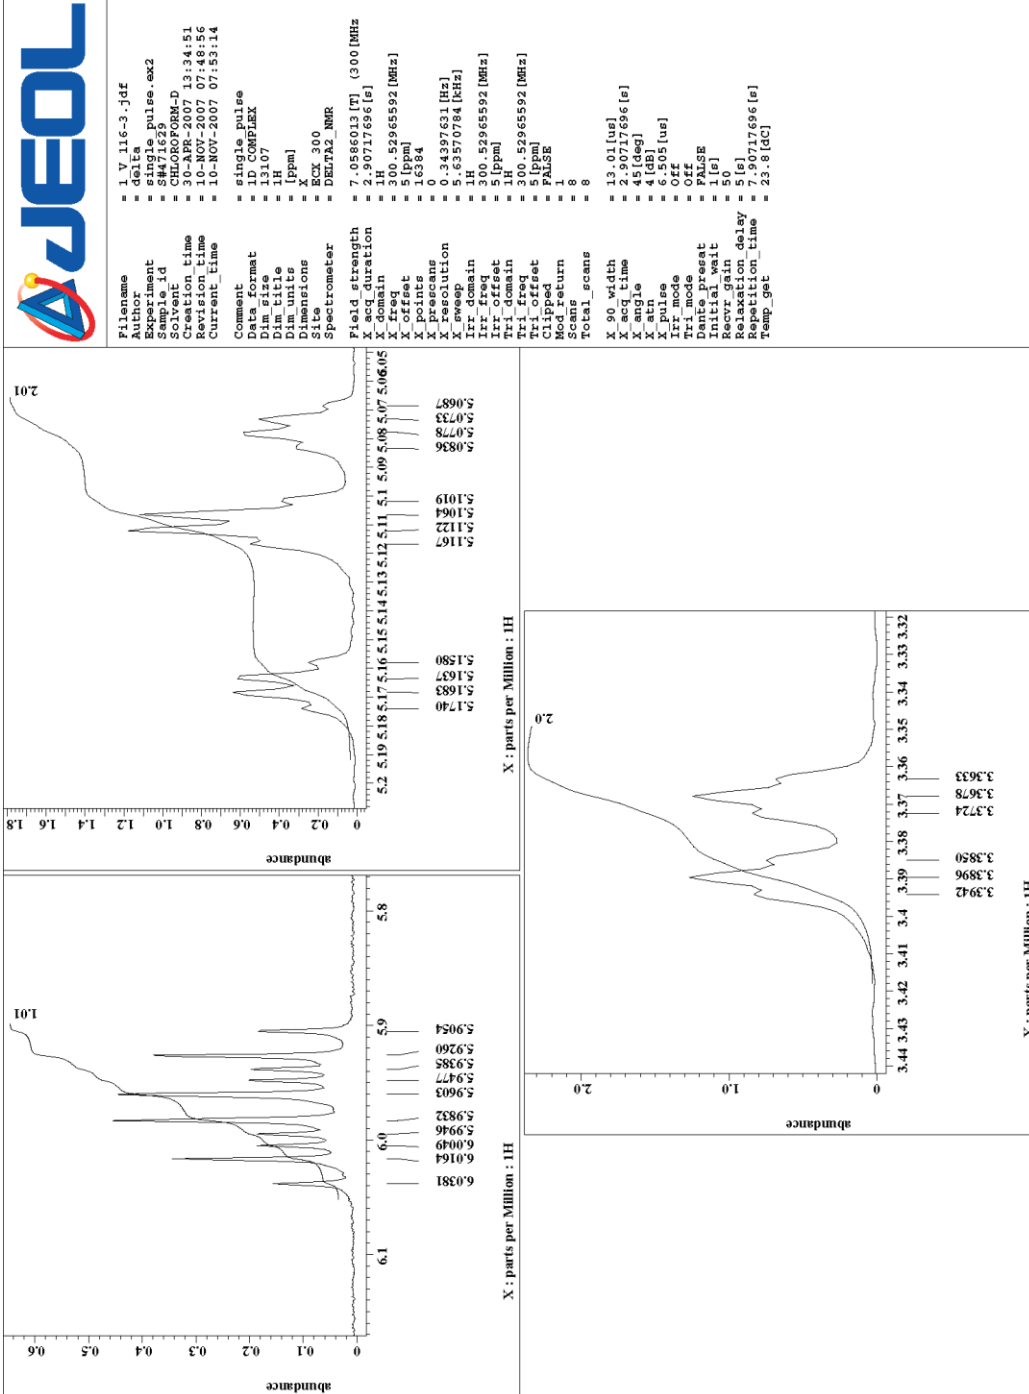 JEOL
Filename = 1_V_116-3.jdf
Author = delta
Experiment = single_pulse.ex2
Sample_id = S#471629
Solvent = CHLOROFORM-D
Creation_time = 30-APR-2007 13:34:51
Revision_time = 10-NOV-2007 07:48:56
Current_time = 10-NOV-2007 07:53:14
Comment = single_pulse
Data_format = 1D COMPLEX
Dim_size = 13107
Dim_title = 1H
Dim_units = [ppm]
Dimensions = X
Site = ECX 300
Spectrometer = DELTA2_NMR
Field_strength = 7.0586013[T] (300[MHz]
X_acq_duration = 2.90717696[s]
X_domain = 1H
X_freq = 300.52965592[MHz]
X_offset = 5[ppm]
X_points = 16384
X_prescans = 0
X_resolution = 0.34397631[Hz]
X_sweep = 5.63570784[kHz]
Irr_domain = 1H
Irr_freq = 300.52965592[MHz]
Irr_offset = 5[ppm]
Tri_domain = 1H
Tri_freq = 300.52965592[MHz]
Tri_offset = 5[ppm]
Clipped = FALSE
Mod_return = 1
Scans = 8
Total_scans = 8
X_90_width = 13.01[us]
X_acq_time = 2.90717696[s]
X_angle = 45[deg]
X_atn = 4[dB]
X_pulse = 6.505[us]
Irr_mode = Off
Tri_mode = Off
Dante_presat = FALSE
Initial_wait = 1[s]
Recvr_gain = 50
Relaxation_delay = 5[s]
Repetition_time = 7.90717696[s]
Temp_get = 23.8[dC]
abundance
0 0.1 0.2 0.3 0.4 0.5 0.6
1.01
6.1 6.0 5.9 5.8
6.0381
6.0164
6.0049
5.9946
5.9832
5.9603
5.9477
5.9385
5.9260
5.9054
X : parts per Million : 1H
abundance
0 0.2 0.4 0.6 0.8 1.0 1.2 1.4 1.6 1.8
2.01
5.2 5.19 5.18 5.17 5.16 5.15 5.14 5.13 5.12 5.11 5.1 5.09 5.08 5.07 5.06 5.05
5.1740
5.1683
5.1637
5.1580
5.1167
5.1122
5.1064
5.1019
5.0836
5.0778
5.0733
5.0687
X : parts per Million : 1H
abundance
0 1.0 2.0
2.0
3.44 3.43 3.42 3.41 3.4 3.39 3.38 3.37 3.36 3.35 3.34 3.33 3.32
3.3942
3.3896
3.3850
3.3724
3.3678
3.3633
X : parts per Million : 1H